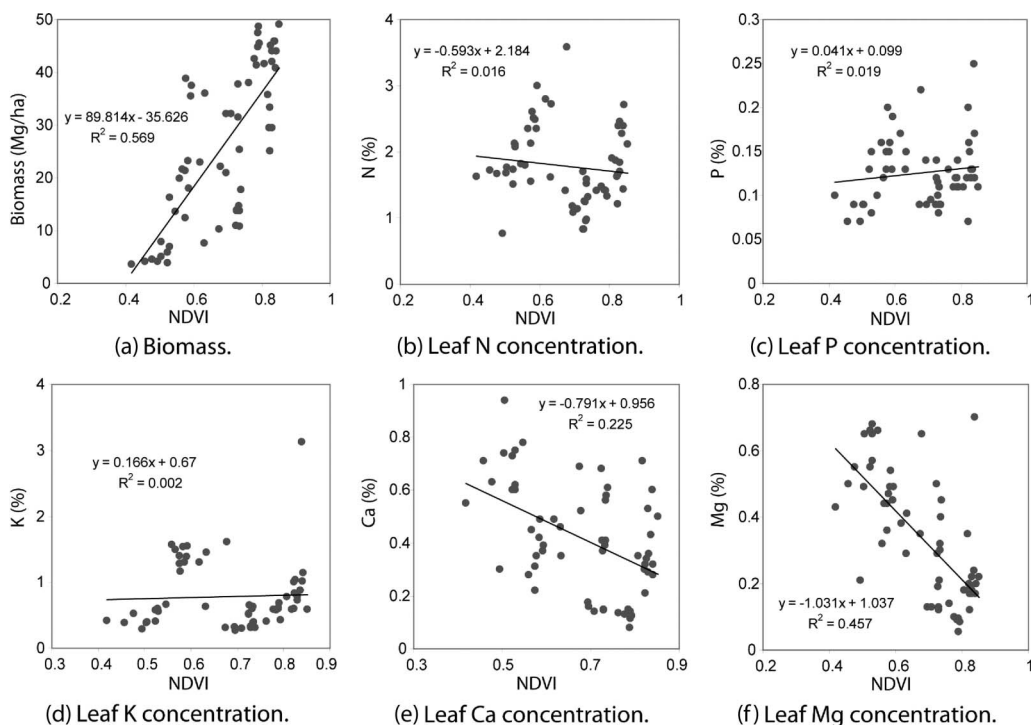 50
40
30
20
10
0
Biomass (Mg/ha)
y = 89.814x - 35.626
R² = 0.569
0.2 0.4 0.6 0.8 1
NDVI
(a) Biomass.
4
3
2
1
0
N (%)
y = -0.593x + 2.184
R² = 0.016
0.2 0.4 0.6 0.8 1
NDVI
(b) Leaf N concentration.
0.3
0.25
0.2
0.15
0.1
0.05
0
P (%)
y = 0.041x + 0.099
R² = 0.019
0.2 0.4 0.6 0.8 1
NDVI
(c) Leaf P concentration.
4
3
2
1
0
K (%)
y = 0.166x + 0.67
R² = 0.002
0.3 0.4 0.5 0.6 0.7 0.8 0.9
NDVI
(d) Leaf K concentration.
1
0.8
0.6
0.4
0.2
0
Ca (%)
y = -0.791x + 0.956
R² = 0.225
0.3 0.5 0.7 0.9
NDVI
(e) Leaf Ca concentration.
0.8
0.6
0.4
0.2
0
Mg (%)
y = -1.031x + 1.037
R² = 0.457
0.2 0.4 0.6 0.8 1
NDVI
(f) Leaf Mg concentration.